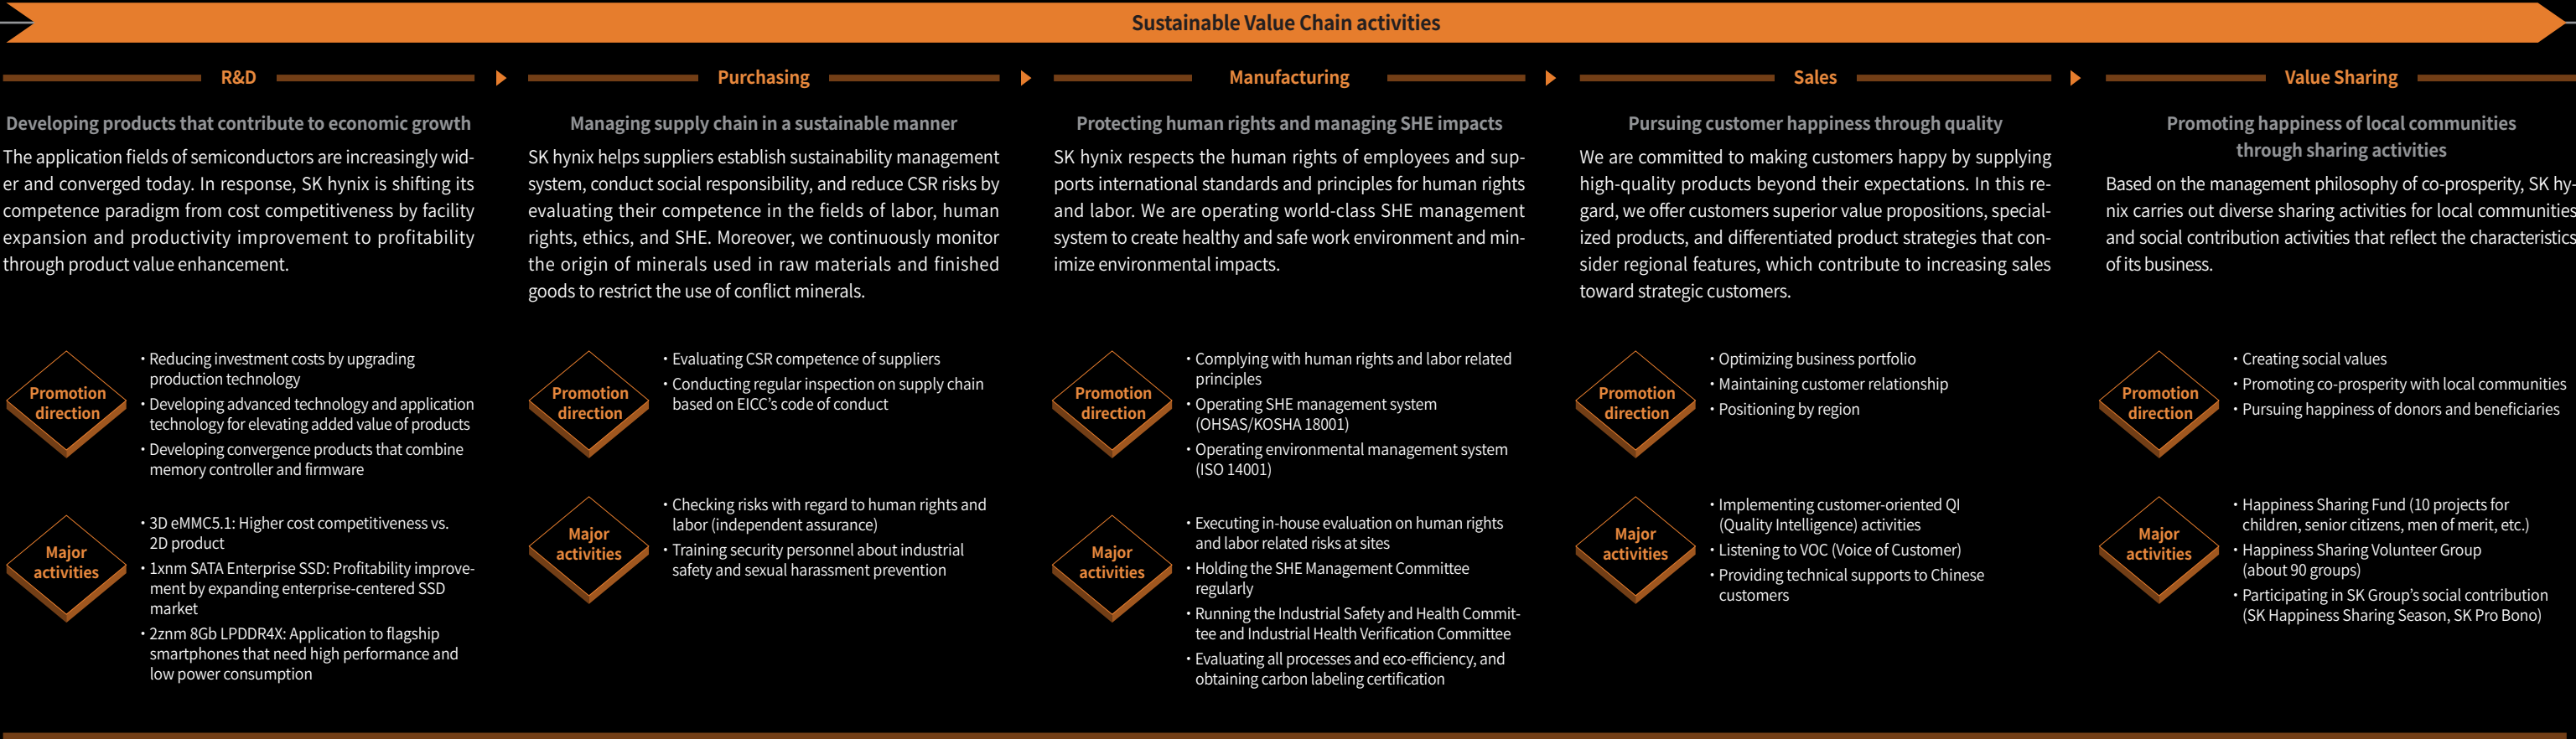 Sustainable Value Chain activities
R&D
Developing products that contribute to economic growth
The application fields of semiconductors are increasingly wid-
er and converged today. In response, SK hynix is shifting its
competence paradigm from cost competitiveness by facility
expansion and productivity improvement to profitability
through product value enhancement.
Promotion
direction
• Reducing investment costs by upgrading
production technology
• Developing advanced technology and application
technology for elevating added value of products
• Developing convergence products that combine
memory controller and firmware
Major
activities
• 3D eMMC5.1: Higher cost competitiveness vs.
2D product
• 1xnm SATA Enterprise SSD: Profitability improve-
ment by expanding enterprise-centered SSD
market
• 2znm 8Gb LPDDR4X: Application to flagship
smartphones that need high performance and
low power consumption
Purchasing
Managing supply chain in a sustainable manner
SK hynix helps suppliers establish sustainability management
system, conduct social responsibility, and reduce CSR risks by
evaluating their competence in the fields of labor, human
rights, ethics, and SHE. Moreover, we continuously monitor
the origin of minerals used in raw materials and finished
goods to restrict the use of conflict minerals.
Promotion
direction
• Evaluating CSR competence of suppliers
• Conducting regular inspection on supply chain
based on EICC's code of conduct
Major
activities
• Checking risks with regard to human rights and
labor (independent assurance)
• Training security personnel about industrial
safety and sexual harassment prevention
Manufacturing
Protecting human rights and managing SHE impacts
SK hynix respects the human rights of employees and sup-
ports international standards and principles for human rights
and labor. We are operating world-class SHE management
system to create healthy and safe work environment and min-
imize environmental impacts.
Promotion
direction
• Complying with human rights and labor related
principles
• Operating SHE management system
(OHSAS/KOSHA 18001)
• Operating environmental management system
(ISO 14001)
Major
activities
• Executing in-house evaluation on human rights
and labor related risks at sites
• Holding the SHE Management Committee
regularly
• Running the Industrial Safety and Health Commit-
tee and Industrial Health Verification Committee
• Evaluating all processes and eco-efficiency, and
obtaining carbon labeling certification
Sales
Pursuing customer happiness through quality
We are committed to making customers happy by supplying
high-quality products beyond their expectations. In this re-
gard, we offer customers superior value propositions, special-
ized products, and differentiated product strategies that con-
sider regional features, which contribute to increasing sales
toward strategic customers.
Promotion
direction
• Optimizing business portfolio
• Maintaining customer relationship
• Positioning by region
Major
activities
• Implementing customer-oriented QI
(Quality Intelligence) activities
• Listening to VOC (Voice of Customer)
• Providing technical supports to Chinese
customers
Value Sharing
Promoting happiness of local communities
through sharing activities
Based on the management philosophy of co-prosperity, SK hy-
nix carries out diverse sharing activities for local communities
and social contribution activities that reflect the characteristics
of its business.
Promotion
direction
• Creating social values
• Promoting co-prosperity with local communities
• Pursuing happiness of donors and beneficiaries
Major
activities
• Happiness Sharing Fund (10 projects for
children, senior citizens, men of merit, etc.)
• Happiness Sharing Volunteer Group
(about 90 groups)
• Participating in SK Group's social contribution
(SK Happiness Sharing Season, SK Pro Bono)